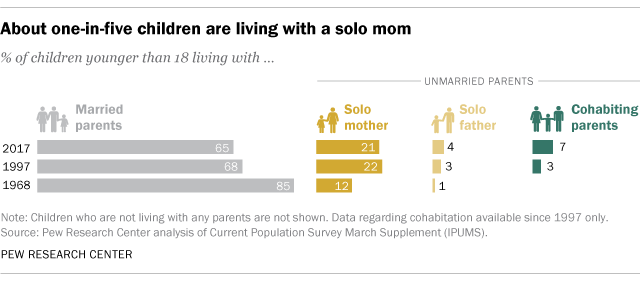 About one-in-five children are living with a solo mom
% of children younger than 18 living with ...
UNMARRIED PARENTS
Married parents
Solo mother
Solo father
Cohabiting parents
2017 65 21 4 7
1997 68 22 3 3
1968 85 12 1
Note: Children who are not living with any parents are not shown. Data regarding cohabitation available since 1997 only.
Source: Pew Research Center analysis of Current Population Survey March Supplement (IPUMS).
PEW RESEARCH CENTER